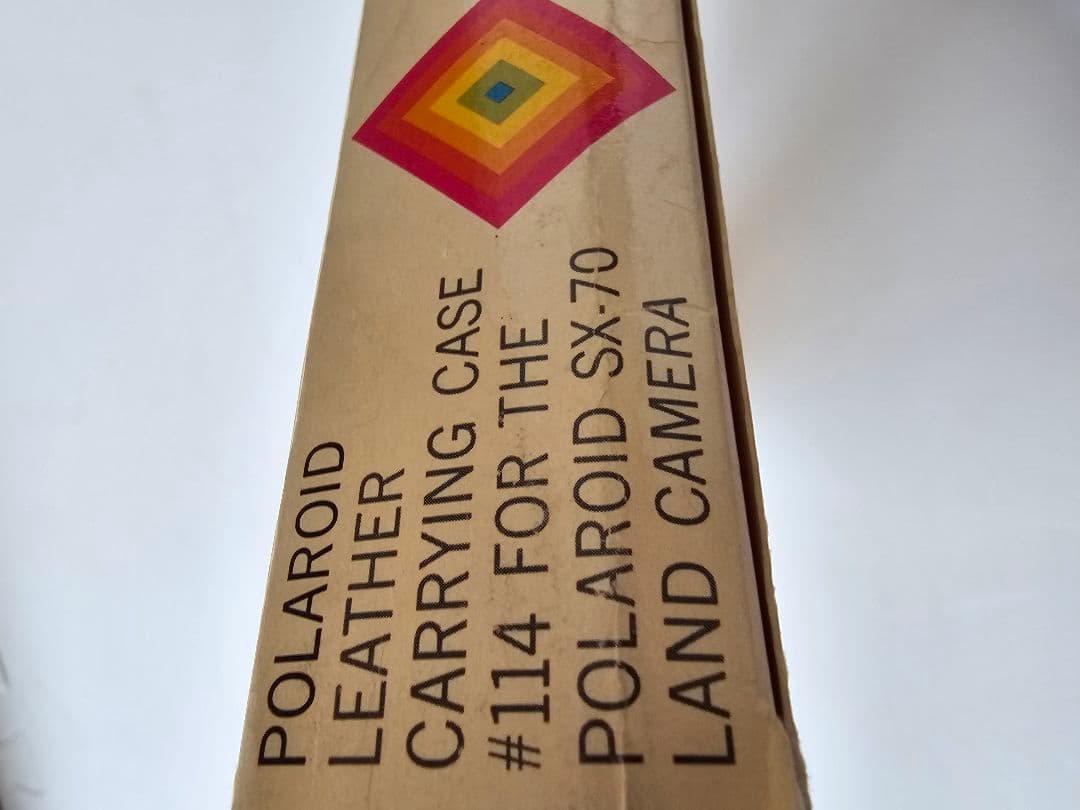 POLAROID
LEATHER
CARRYING CASE
#114 FOR THE
POLAROID SX-70
LAND CAMERA